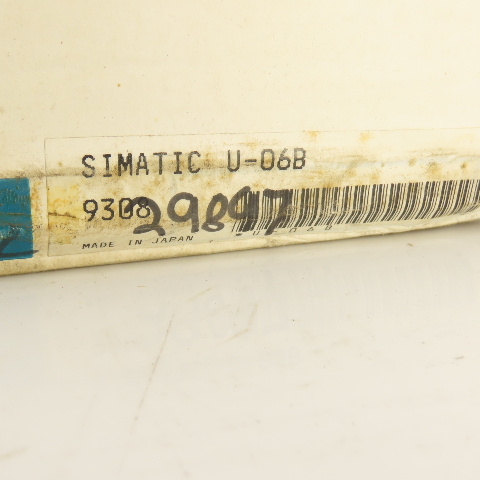 SIMATIC U-06B
9308
29897
MADE IN JAPAN